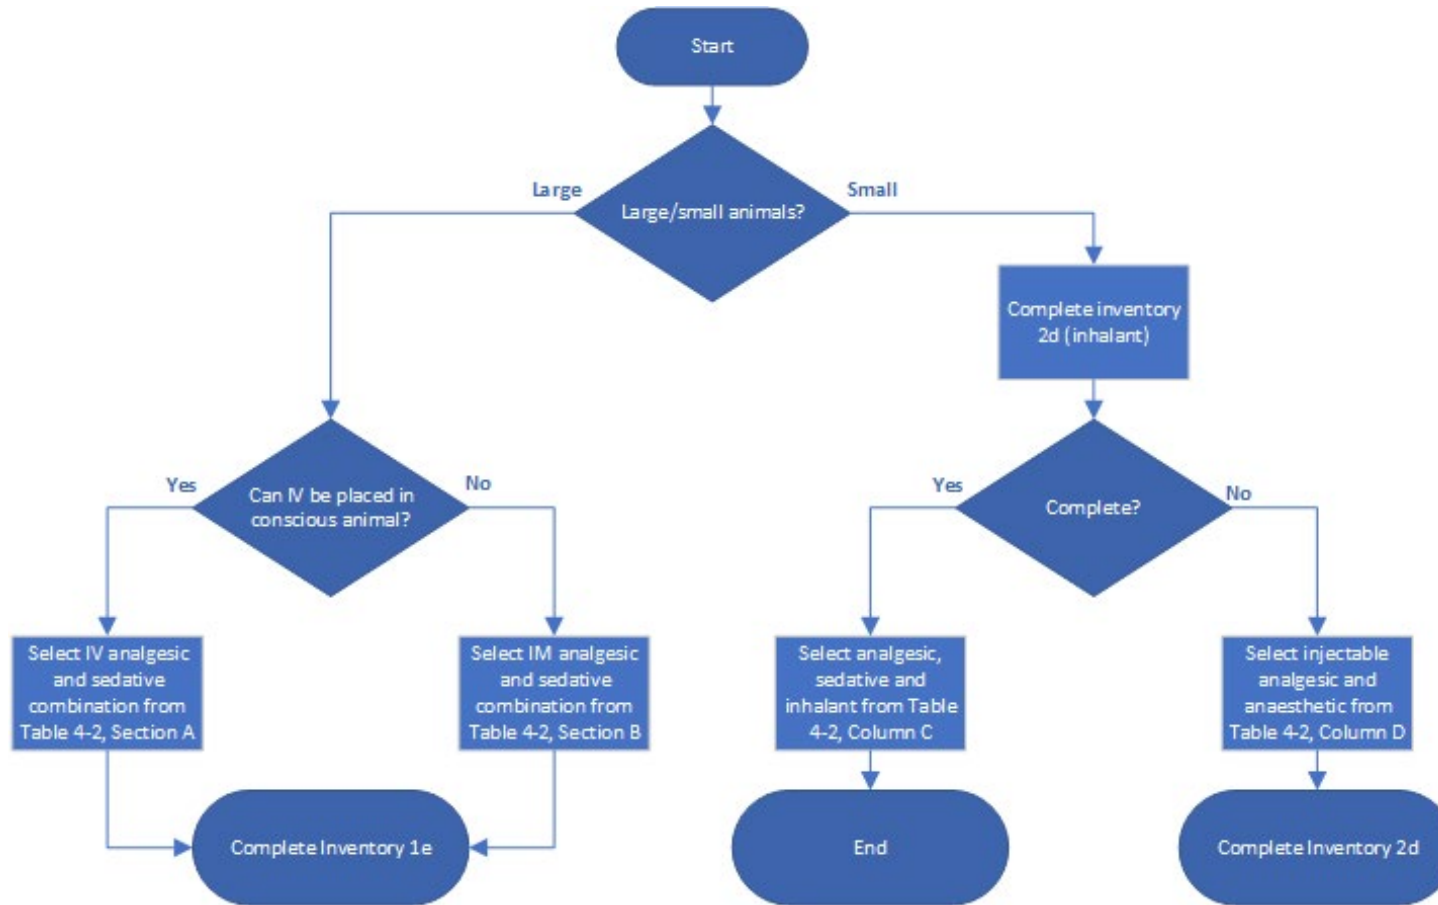 Start
Large
Small
Large/small animals?
Complete inventory
2d (inhalant)
Yes
No
Can IV be placed in
conscious animal?
Yes
No
Complete?
Select IV analgesic
and sedative
combination from
Table 4-2, Section A
Select IM analgesic
and sedative
combination from
Table 4-2, Section B
Select analgesic,
sedative and
inhalant from Table
4-2, Column C
Select injectable
analgesic and
anaesthetic from
Table 4-2, Column D
Complete Inventory 1e
End
Complete Inventory 2d